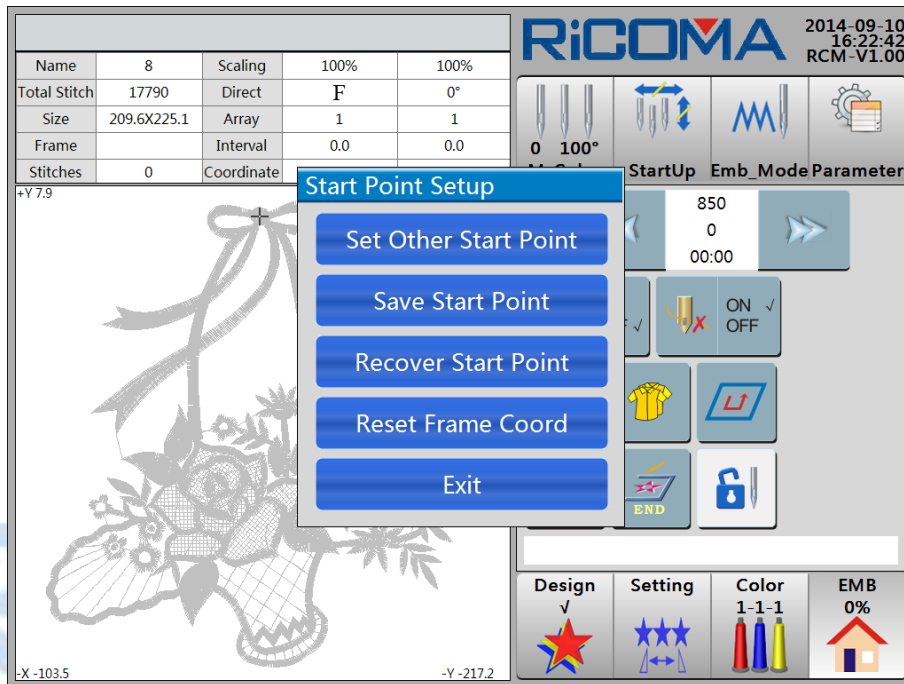 RiCOMA
2014-09-10
16:22:42
RCM-V1.00
Name 8 Scaling 100% 100%
Total Stitch 17790 Direct F 0°
Size 209.6X225.1 Array 1 1
Frame Interval 0.0 0.0
Stitches 0 Coordinate
0 100°
StartUp
Emb_Mode
Parameter
+Y 7.9
Start Point Setup
Set Other Start Point
Save Start Point
Recover Start Point
Reset Frame Coord
Exit
850
0
00:00
ON √
OFF
END
-X -103.5
-Y -217.2
Design
√
Setting
Color
1-1-1
EMB
0%